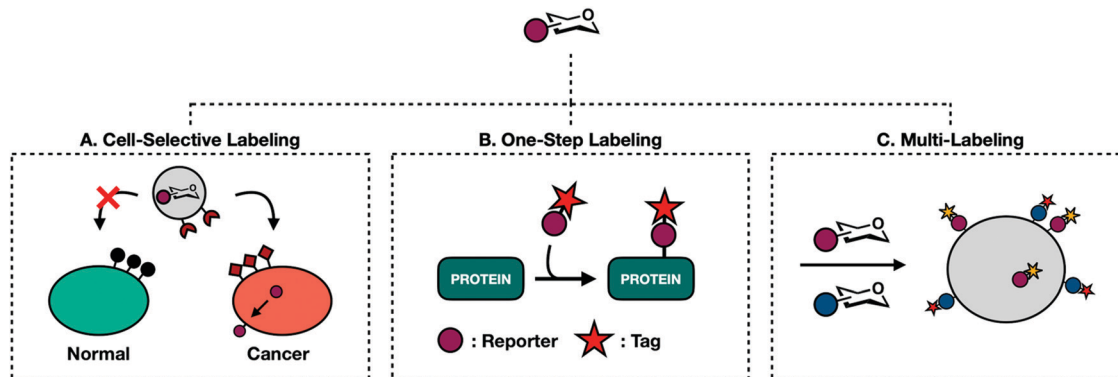 O
A. Cell-Selective Labeling
B. One-Step Labeling
C. Multi-Labeling
O
Normal
Cancer
PROTEIN
PROTEIN
: Reporter
: Tag
O
O